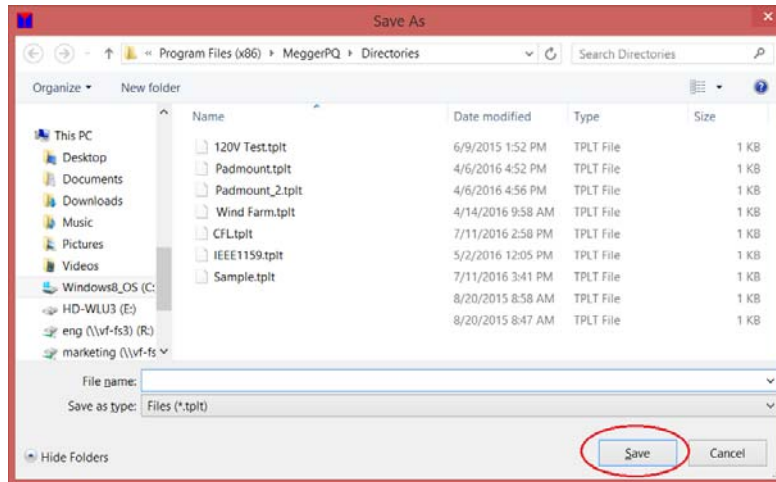 Save As
« Program Files (x86) ▸ MeggerPQ ▸ Directories
Search Directories
Organize
New folder
Name Date modified Type Size
This PC
Desktop
Documents
Downloads
Music
Pictures
Videos
Windows8_OS (C:
HD-WLU3 (E:)
eng (\\vf-fs3) (R:)
marketing (\\vf-fs
120V Test.tplt 6/9/2015 1:52 PM TPLT File 1 KB
Padmount.tplt 4/6/2016 4:52 PM TPLT File 1 KB
Padmount_2.tplt 4/6/2016 4:56 PM TPLT File 1 KB
Wind Farm.tplt 4/14/2016 9:58 AM TPLT File 1 KB
CFL.tplt 7/11/2016 2:58 PM TPLT File 1 KB
IEEE1159.tplt 5/2/2016 12:05 PM TPLT File 1 KB
Sample.tplt 7/11/2016 3:41 PM TPLT File 1 KB
8/20/2015 8:58 AM TPLT File 1 KB
8/20/2015 8:47 AM TPLT File 1 KB
File name:
Save as type: Files (*.tplt)
Hide Folders
Save
Cancel